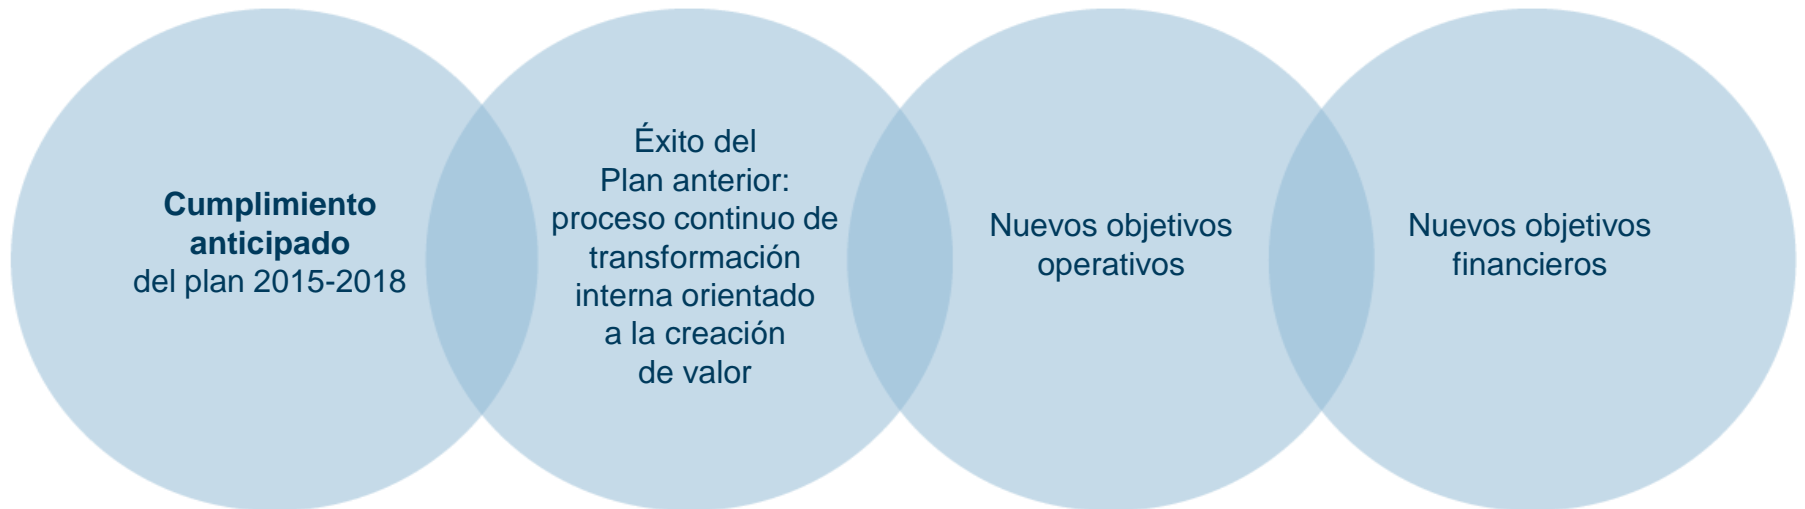 Cumplimiento
anticipado
del plan 2015-2018
Éxito del
Plan anterior:
proceso continuo de
transformación
interna orientado
a la creación
de valor
Nuevos objetivos
operativos
Nuevos objetivos
financieros